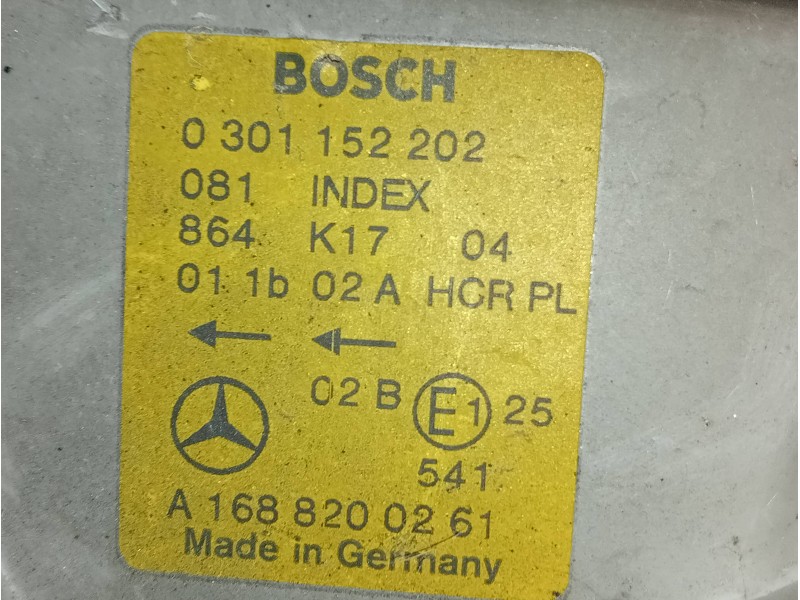 BOSCH
0 301 152 202
081 INDEX
864 K17 04
01 1b 02 A HCR PL
02 B E1 25
541
A 168 820 02 61
Made in Germany